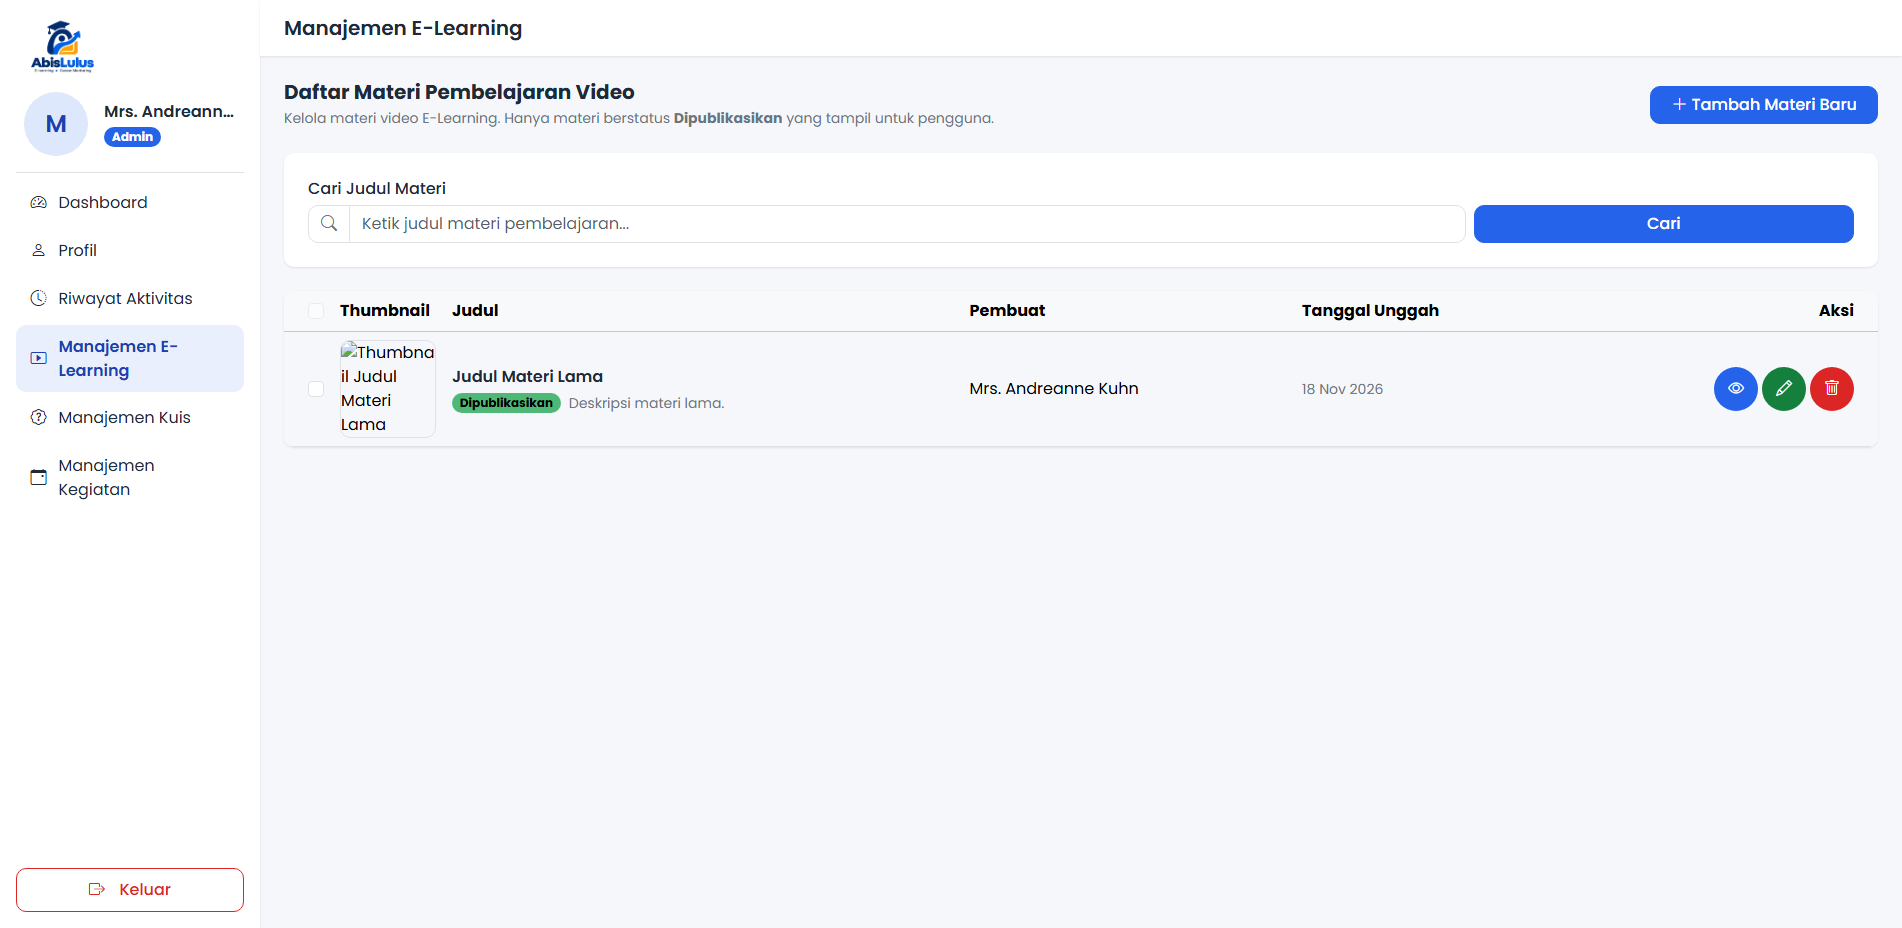 AbisLulus
M
Mrs. Andreann...
Admin
Dashboard
Profil
Riwayat Aktivitas
Manajemen E-
Learning
Manajemen Kuis
Manajemen
Kegiatan
Keluar
Manajemen E-Learning
Daftar Materi Pembelajaran Video
Kelola materi video E-Learning. Hanya materi berstatus Dipublikasikan yang tampil untuk pengguna.
+ Tambah Materi Baru
Cari Judul Materi
Ketik judul materi pembelajaran...
Cari
Thumbnail Judul Pembuat Tanggal Unggah Aksi
Thumbna
il Judul
Materi
Lama
Judul Materi Lama
Dipublikasikan Deskripsi materi lama.
Mrs. Andreanne Kuhn
18 Nov 2026